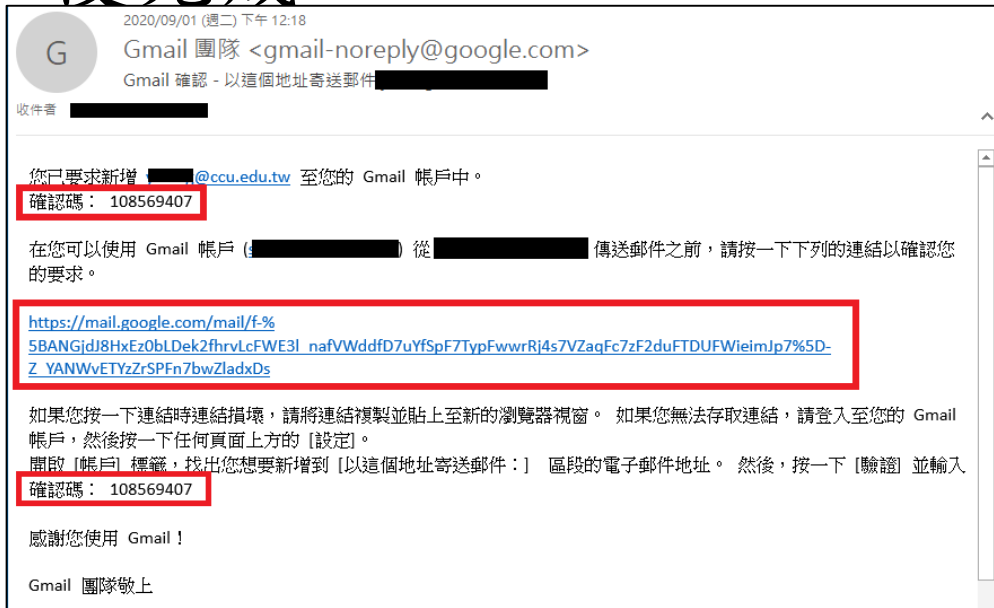 2020/09/01 (週二) 下午 12:18
G
Gmail 團隊 <gmail-noreply@google.com>
Gmail 確認 - 以這個地址寄送郵件
收件者
您已要求新增 @ccu.edu.tw 至您的 Gmail 帳戶中。
確認碼： 108569407
在您可以使用 Gmail 帳戶 ( ) 從 傳送郵件之前，請按一下下列的連結以確認您
的要求。
https://mail.google.com/mail/f-%
5BANGjdJ8HxEz0bLDek2fhrvLcFWE3l_nafVWddfD7uYfSpF7TypFwwrRj4s7VZaqFc7zF2duFTDUFWieimJp7%5D-
Z_YANWvETYzZrSPFn7bwZladxDs
如果您按一下連結時連結損壞，請將連結複製並貼上至新的瀏覽器視窗。 如果您無法存取連結，請登入至您的 Gmail
帳戶，然後按一下任何頁面上方的 [設定]。
開啟 [帳戶] 標籤，找出您想要新增到 [以這個地址寄送郵件：] 區段的電子郵件地址。 然後，按一下 [驗證] 並輸入
確認碼： 108569407
感謝您使用 Gmail！
Gmail 團隊敬上